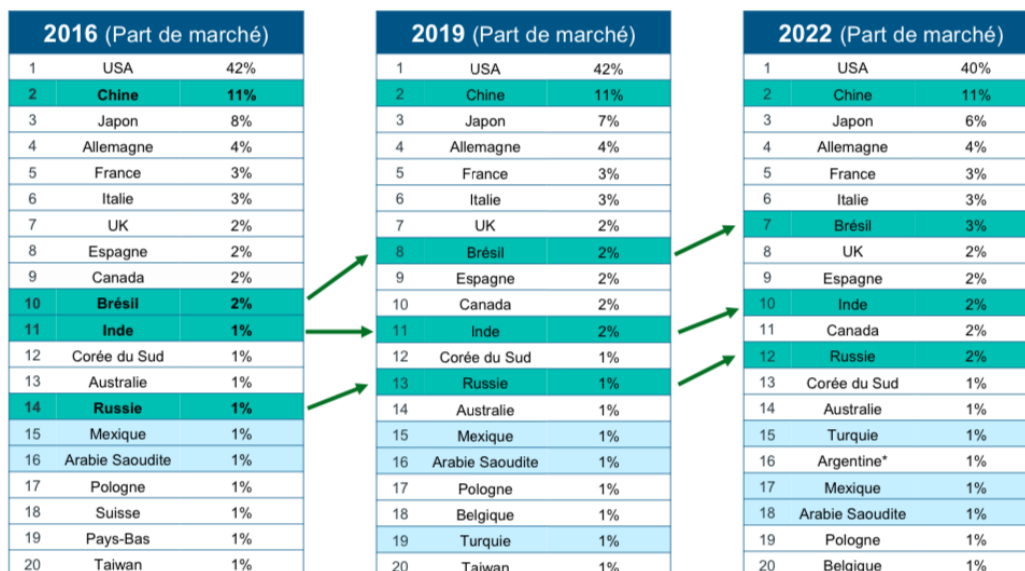 2016 (Part de marché)
1 USA 42%
2 Chine 11%
3 Japon 8%
4 Allemagne 4%
5 France 3%
6 Italie 3%
7 UK 2%
8 Espagne 2%
9 Canada 2%
10 Brésil 2%
11 Inde 1%
12 Corée du Sud 1%
13 Australie 1%
14 Russie 1%
15 Mexique 1%
16 Arabie Saoudite 1%
17 Pologne 1%
18 Suisse 1%
19 Pays-Bas 1%
20 Taiwan 1%
2019 (Part de marché)
1 USA 42%
2 Chine 11%
3 Japon 7%
4 Allemagne 4%
5 France 3%
6 Italie 3%
7 UK 2%
8 Brésil 2%
9 Espagne 2%
10 Canada 2%
11 Inde 2%
12 Corée du Sud 1%
13 Russie 1%
14 Australie 1%
15 Mexique 1%
16 Arabie Saoudite 1%
17 Pologne 1%
18 Belgique 1%
19 Turquie 1%
20 Taiwan 1%
2022 (Part de marché)
1 USA 40%
2 Chine 11%
3 Japon 6%
4 Allemagne 4%
5 France 3%
6 Italie 3%
7 Brésil 3%
8 UK 2%
9 Espagne 2%
10 Inde 2%
11 Canada 2%
12 Russie 2%
13 Corée du Sud 1%
14 Australie 1%
15 Turquie 1%
16 Argentine* 1%
17 Mexique 1%
18 Arabie Saoudite 1%
19 Pologne 1%
20 Belgique 1%